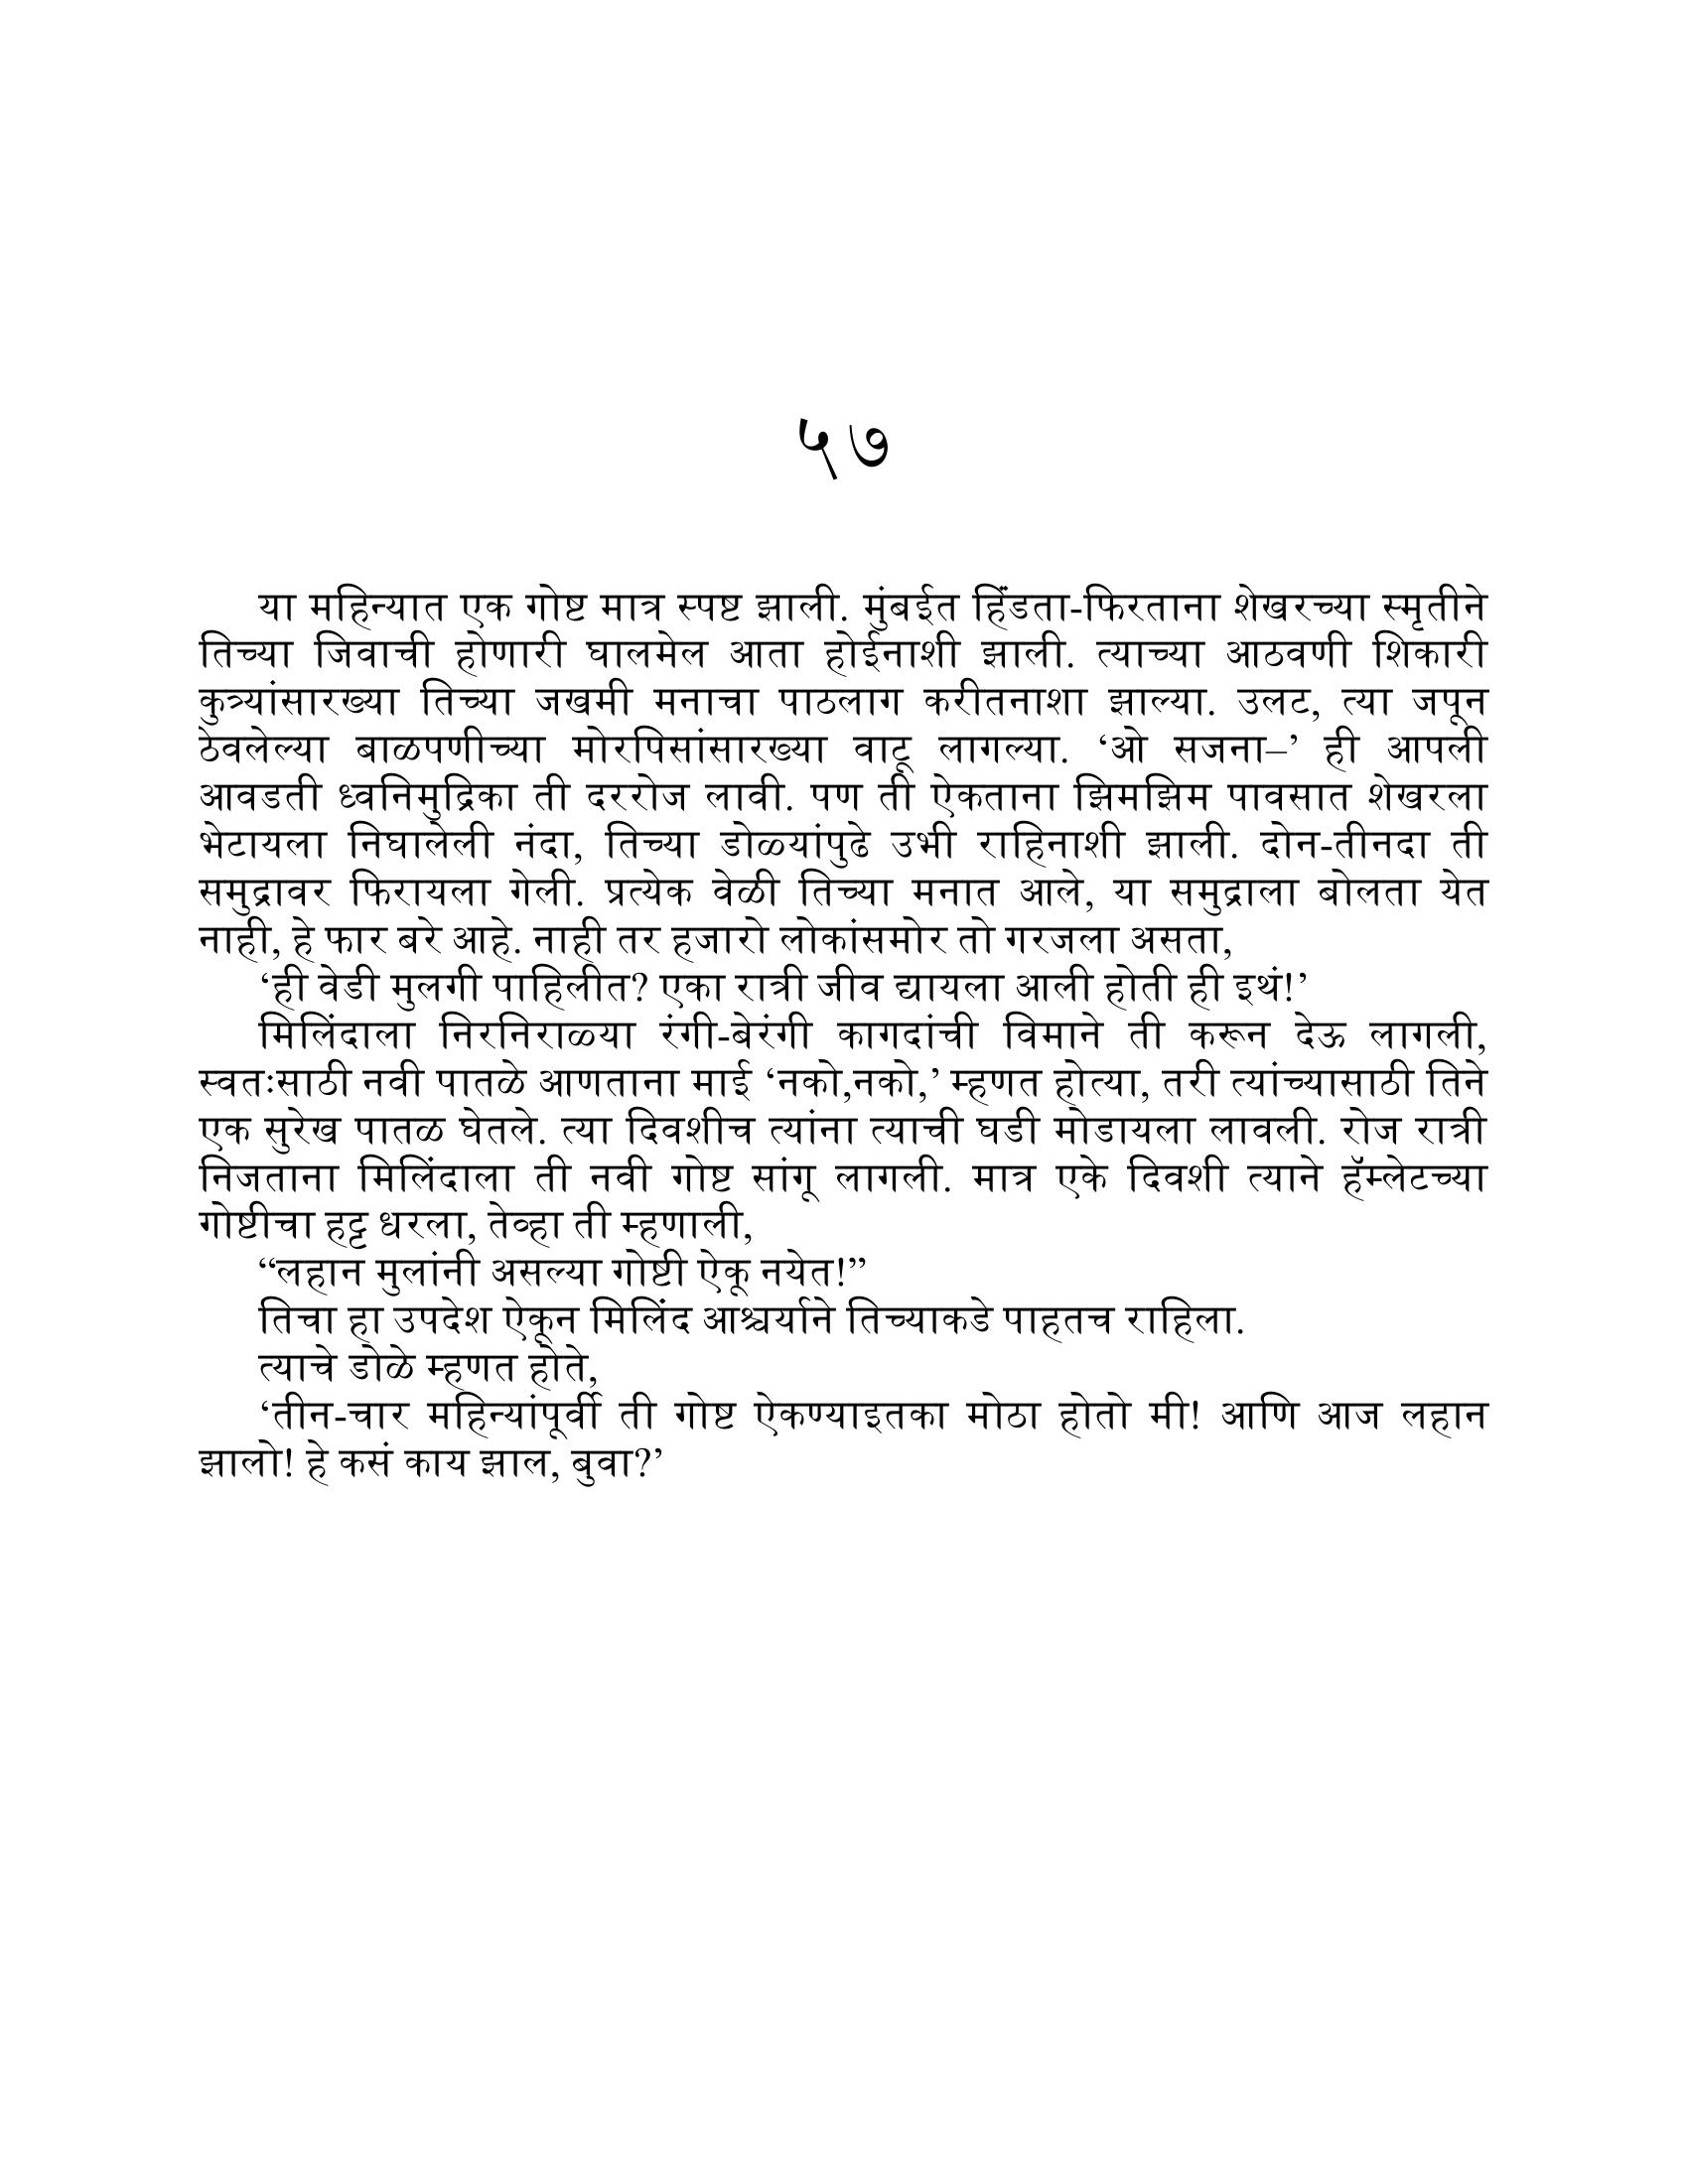 ५७
या महिन्यात एक गोष्ट मात्र स्पष्ट झाली. मुंबईत हिंडता-फिरताना शेखरच्या स्मृतीने
तिच्या जिवाची होणारी घालमेल आता होईनाशी झाली. त्याच्या आठवणी शिकारी
कुत्र्यांसारख्या तिच्या जखमी मनाचा पाठलाग करीतनाशा झाल्या. उलट, त्या जपून
ठेवलेल्या बाळपणीच्या मोरपिसांसारख्या वाटू लागल्या. ‘ओ सजना–’ ही आपली
आवडती ध्वनिमुद्रिका ती दररोज लावी. पण ती ऐकताना झिमझिम पावसात शेखरला
भेटायला निघालेली नंदा, तिच्या डोळ्यांपुढे उभी राहिनाशी झाली. दोन-तीनदा ती
समुद्रावर फिरायला गेली. प्रत्येक वेळी तिच्या मनात आले, या समुद्राला बोलता येत
नाही, हे फार बरे आहे. नाही तर हजारो लोकांसमोर तो गरजला असता,
‘ही वेडी मुलगी पाहिलीत? एका रात्री जीव द्यायला आली होती ही इथं!’
मिलिंदाला निरनिराळ्या रंगी-बेरंगी कागदांची विमाने ती करून देऊ लागली,
स्वतःसाठी नवी पातळे आणताना माई ‘नको,नको,’ म्हणत होत्या, तरी त्यांच्यासाठी तिने
एक सुरेख पातळ घेतले. त्या दिवशीच त्यांना त्याची घडी मोडायला लावली. रोज रात्री
निजताना मिलिंदाला ती नवी गोष्ट सांगू लागली. मात्र एके दिवशी त्याने हॅम्लेटच्या
गोष्टीचा हट्ट धरला, तेव्हा ती म्हणाली,
“लहान मुलांनी असल्या गोष्टी ऐकू नयेत!”
तिचा हा उपदेश ऐकून मिलिंद आश्चर्याने तिच्याकडे पाहतच राहिला.
त्याचे डोळे म्हणत होते,
‘तीन-चार महिन्यांपूर्वी ती गोष्ट ऐकण्याइतका मोठा होतो मी! आणि आज लहान
झालो! हे कसं काय झाल, बुवा?’